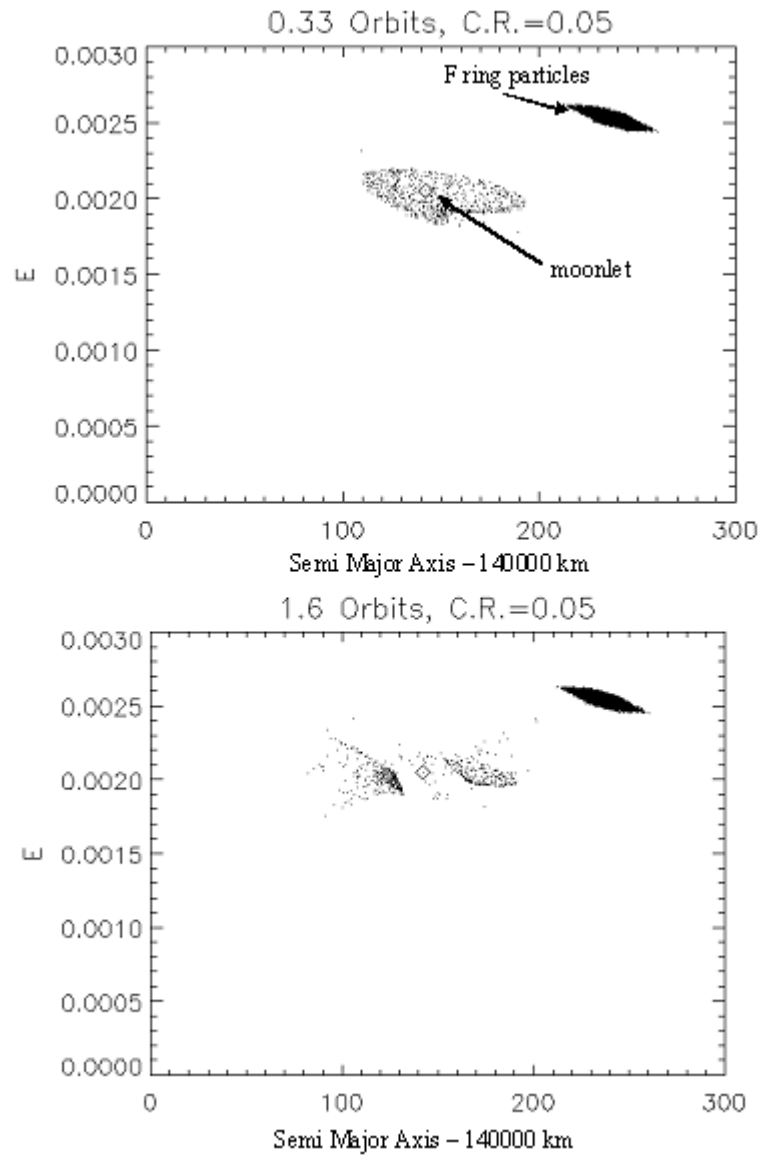 0.33 Orbits, C.R.=0.05
0.0030
F ring particles
0.0025
0.0020
0.0015
moonlet
E
0.0010
0.0005
0.0000
0 100 200 300
Semi Major Axis – 140000 km
1.6 Orbits, C.R.=0.05
0.0030
0.0025
0.0020
0.0015
E
0.0010
0.0005
0.0000
0 100 200 300
Semi Major Axis – 140000 km